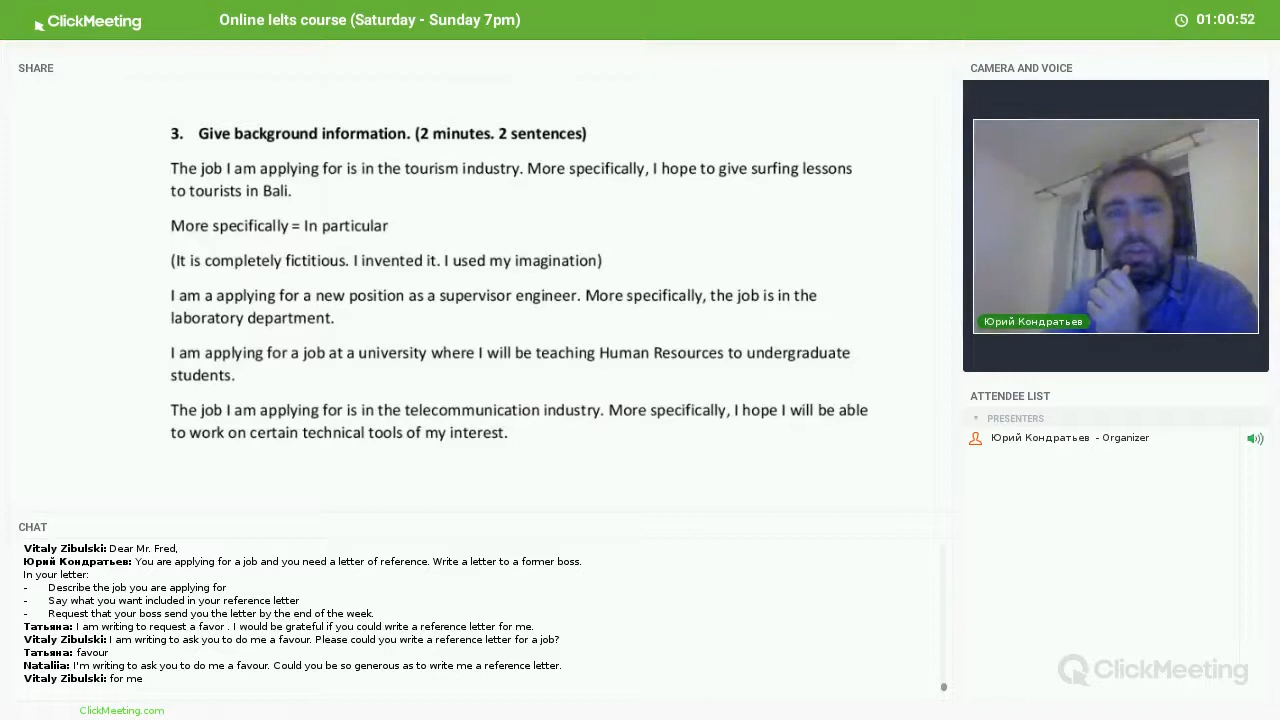 ClickMeeting
Online Ielts course (Saturday - Sunday 7pm)
01:00:52
SHARE
3. Give background information. (2 minutes. 2 sentences)
The job I am applying for is in the tourism industry. More specifically, I hope to give surfing lessons
to tourists in Bali.
More specifically = In particular
(It is completely fictitious. I invented it. I used my imagination)
I am a applying for a new position as a supervisor engineer. More specifically, the job is in the
laboratory department.
I am applying for a job at a university where I will be teaching Human Resources to undergraduate
students.
The job I am applying for is in the telecommunication industry. More specifically, I hope I will be able
to work on certain technical tools of my interest.
CAMERA AND VOICE
Юрий Кондратьев
ATTENDEE LIST
PRESENTERS
Юрий Кондратьев - Organizer
CHAT
Vitaly Zibulski: Dear Mr. Fred,
Юрий Кондратьев: You are applying for a job and you need a letter of reference. Write a letter to a former boss.
In your letter:
- Describe the job you are applying for
- Say what you want included in your reference letter
- Request that your boss send you the letter by the end of the week.
Татьяна: I am writing to request a favor . I would be grateful if you could write a reference letter for me.
Vitaly Zibulski: I am writing to ask you to do me a favour. Please could you write a reference letter for a job?
Татьяна: favour
Nataliia: I'm writing to ask you to do me a favour. Could you be so generous as to write me a reference letter.
Vitaly Zibulski: for me
ClickMeeting
ClickMeeting.com